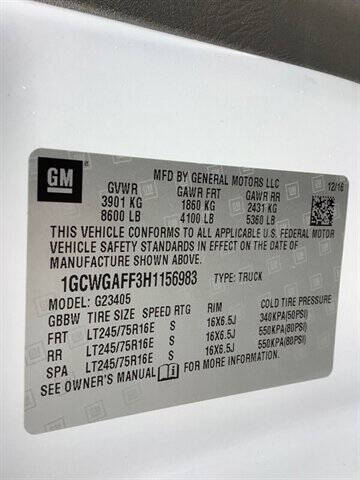 GM
MFD BY GENERAL MOTORS LLC
12/16
GVWR GAWR FRT GAWR RR
3901 KG 1860 KG 2431 KG
8600 LB 4100 LB 5360 LB
THIS VEHICLE CONFORMS TO ALL APPLICABLE U.S. FEDERAL MOTOR
VEHICLE SAFETY STANDARDS IN EFFECT ON THE DATE OF
MANUFACTURE SHOWN ABOVE.
1GCWGAFF3H1156983 TYPE: TRUCK
MODEL: G23405
GBBW TIRE SIZE SPEED RTG RIM COLD TIRE PRESSURE
FRT LT245/75R16E S 16X6.5J 340KPA(50PSI)
RR LT245/75R16E S 16X6.5J 550KPA(80PSI)
SPA LT245/75R16E S 16X6.5J 550KPA(80PSI)
SEE OWNER'S MANUAL